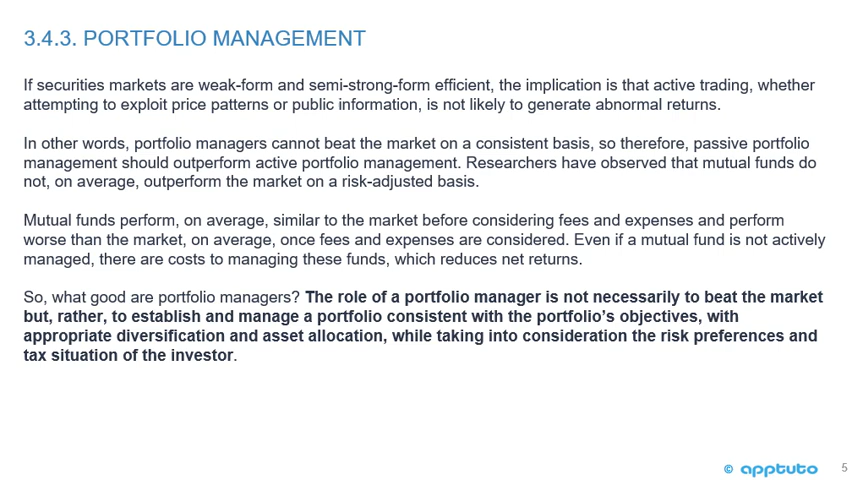 3.4.3. PORTFOLIO MANAGEMENT
If securities markets are weak-form and semi-strong-form efficient, the implication is that active trading, whether
attempting to exploit price patterns or public information, is not likely to generate abnormal returns.
In other words, portfolio managers cannot beat the market on a consistent basis, so therefore, passive portfolio
management should outperform active portfolio management. Researchers have observed that mutual funds do
not, on average, outperform the market on a risk-adjusted basis.
Mutual funds perform, on average, similar to the market before considering fees and expenses and perform
worse than the market, on average, once fees and expenses are considered. Even if a mutual fund is not actively
managed, there are costs to managing these funds, which reduces net returns.
So, what good are portfolio managers? The role of a portfolio manager is not necessarily to beat the market
but, rather, to establish and manage a portfolio consistent with the portfolio's objectives, with
appropriate diversification and asset allocation, while taking into consideration the risk preferences and
tax situation of the investor.
© apptuto 5